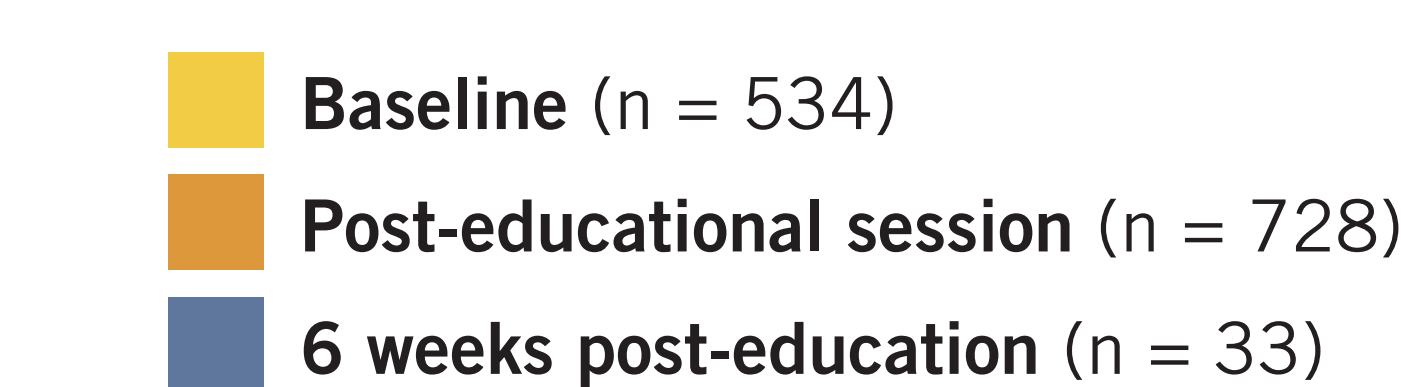 Baseline (n = 534)
Post-educational session (n = 728)
6 weeks post-education (n = 33)